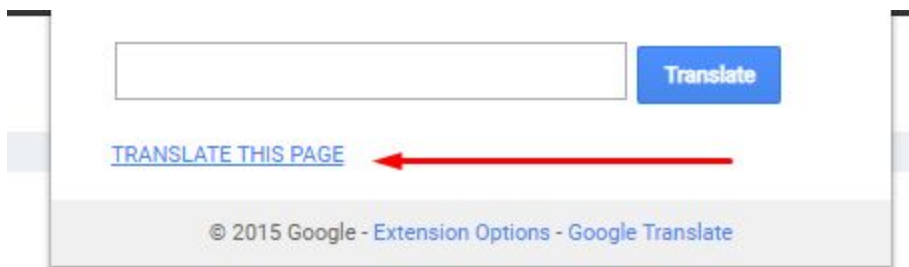 Translate
TRANSLATE THIS PAGE
© 2015 Google - Extension Options - Google Translate